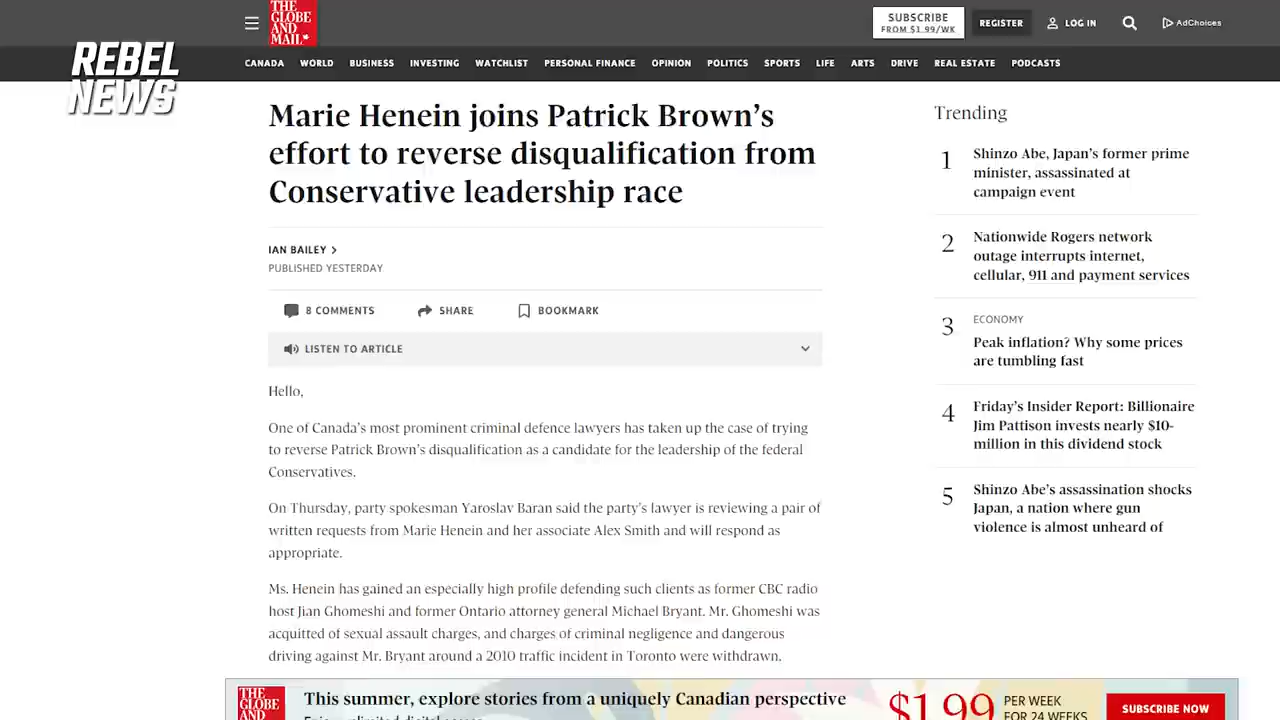 THE GLOBE AND MAIL
SUBSCRIBE
FROM $1.99/WK
REGISTER
LOG IN
AdChoices
REBEL
NEWS
CANADA WORLD BUSINESS INVESTING WATCHLIST PERSONAL FINANCE OPINION POLITICS SPORTS LIFE ARTS DRIVE REAL ESTATE PODCASTS
Marie Henein joins Patrick Brown’s
effort to reverse disqualification from
Conservative leadership race
IAN BAILEY >
PUBLISHED YESTERDAY
8 COMMENTS SHARE BOOKMARK
LISTEN TO ARTICLE
Hello,
One of Canada’s most prominent criminal defence lawyers has taken up the case of trying
to reverse Patrick Brown’s disqualification as a candidate for the leadership of the federal
Conservatives.
On Thursday, party spokesman Yaroslav Baran said the party’s lawyer is reviewing a pair of
written requests from Marie Henein and her associate Alex Smith and will respond as
appropriate.
Ms. Henein has gained an especially high profile defending such clients as former CBC radio
host Jian Ghomeshi and former Ontario attorney general Michael Bryant. Mr. Ghomeshi was
acquitted of sexual assault charges, and charges of criminal negligence and dangerous
driving against Mr. Bryant around a 2010 traffic incident in Toronto were withdrawn.
Trending
1 Shinzo Abe, Japan’s former prime
minister, assassinated at
campaign event
2 Nationwide Rogers network
outage interrupts internet,
cellular, 911 and payment services
3 ECONOMY
Peak inflation? Why some prices
are tumbling fast
4 Friday’s Insider Report: Billionaire
Jim Pattison invests nearly $10-
million in this dividend stock
5 Shinzo Abe’s assassination shocks
Japan, a nation where gun
violence is almost unheard of
THE GLOBE AND
This summer, explore stories from a uniquely Canadian perspective
$1.99 PER WEEK
FOR 24 WEEKS
SUBSCRIBE NOW